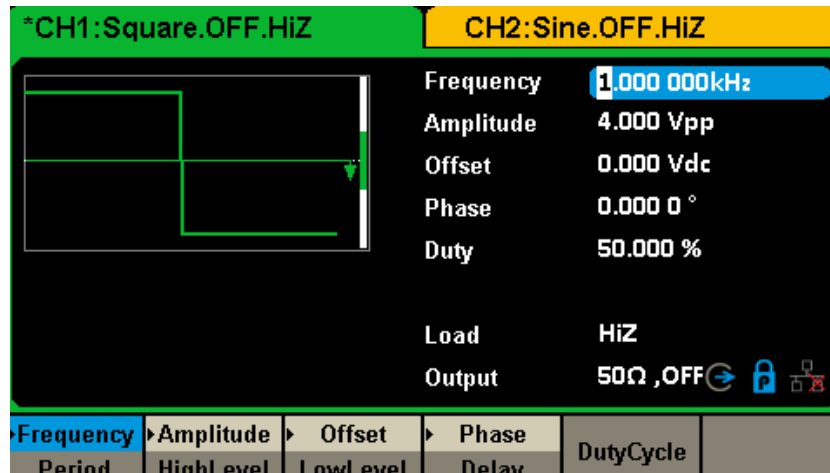 *CH1:Square.OFF.HiZ CH2:Sine.OFF.HiZ
Frequency 1.000 000kHz
Amplitude 4.000 Vpp
Offset 0.000 Vdc
Phase 0.000 0 °
Duty 50.000 %
Load HiZ
Output 50Ω ,OFF P
Frequency Amplitude Offset Phase DutyCycle
Period HighLevel LowLevel Delay